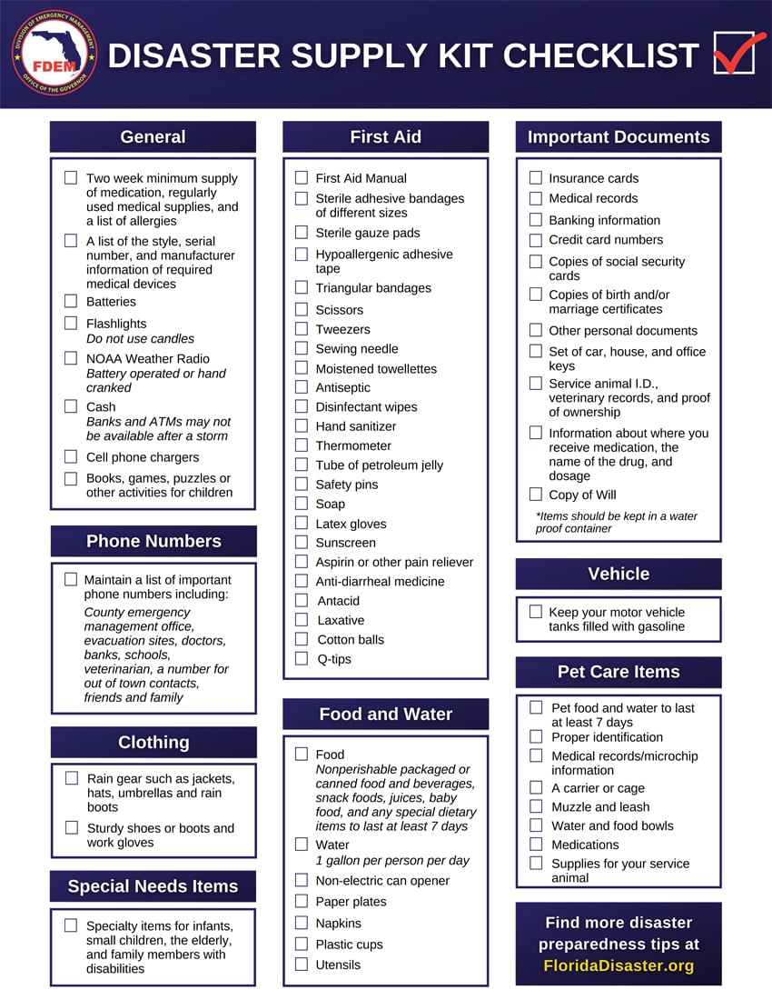 DIVISION OF EMERGENCY MANAGEMENT
FDEM
OFFICE OF THE GOVERNOR
DISASTER SUPPLY KIT CHECKLIST
General
Two week minimum supply
of medication, regularly
used medical supplies, and
a list of allergies
A list of the style, serial
number, and manufacturer
information of required
medical devices
Batteries
Flashlights
Do not use candles
NOAA Weather Radio
Battery operated or hand
cranked
Cash
Banks and ATMs may not
be available after a storm
Cell phone chargers
Books, games, puzzles or
other activities for children
Phone Numbers
Maintain a list of important
phone numbers including:
County emergency
management office,
evacuation sites, doctors,
banks, schools,
veterinarian, a number for
out of town contacts,
friends and family
Clothing
Rain gear such as jackets,
hats, umbrellas and rain
boots
Sturdy shoes or boots and
work gloves
Special Needs Items
Specialty items for infants,
small children, the elderly,
and family members with
disabilities
First Aid
First Aid Manual
Sterile adhesive bandages
of different sizes
Sterile gauze pads
Hypoallergenic adhesive
tape
Triangular bandages
Scissors
Tweezers
Sewing needle
Moistened towellettes
Antiseptic
Disinfectant wipes
Hand sanitizer
Thermometer
Tube of petroleum jelly
Safety pins
Soap
Latex gloves
Sunscreen
Aspirin or other pain reliever
Anti-diarrheal medicine
Antacid
Laxative
Cotton balls
Q-tips
Food and Water
Food
Nonperishable packaged or
canned food and beverages,
snack foods, juices, baby
food, and any special dietary
items to last at least 7 days
Water
1 gallon per person per day
Non-electric can opener
Paper plates
Napkins
Plastic cups
Utensils
Important Documents
Insurance cards
Medical records
Banking information
Credit card numbers
Copies of social security
cards
Copies of birth and/or
marriage certificates
Other personal documents
Set of car, house, and office
keys
Service animal I.D.,
veterinary records, and proof
of ownership
Information about where you
receive medication, the
name of the drug, and
dosage
Copy of Will
*Items should be kept in a water
proof container
Vehicle
Keep your motor vehicle
tanks filled with gasoline
Pet Care Items
Pet food and water to last
at least 7 days
Proper identification
Medical records/microchip
information
A carrier or cage
Muzzle and leash
Water and food bowls
Medications
Supplies for your service
animal
Find more disaster
preparedness tips at
FloridaDisaster.org